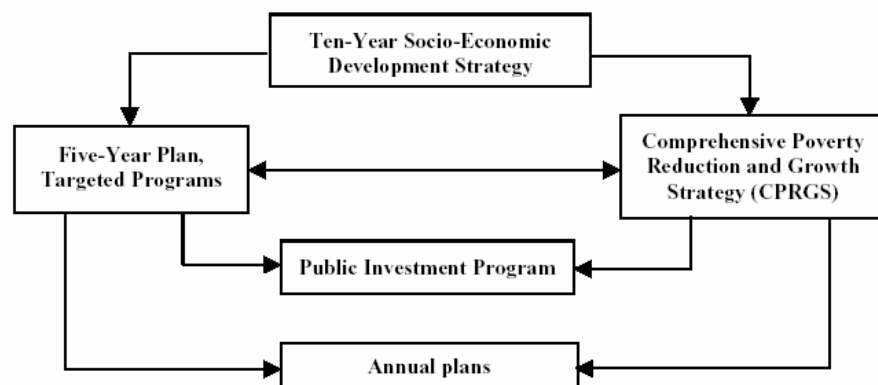 Ten-Year Socio-Economic
Development Strategy
Five-Year Plan,
Targeted Programs
Comprehensive Poverty
Reduction and Growth
Strategy (CPRGS)
Public Investment Program
Annual plans